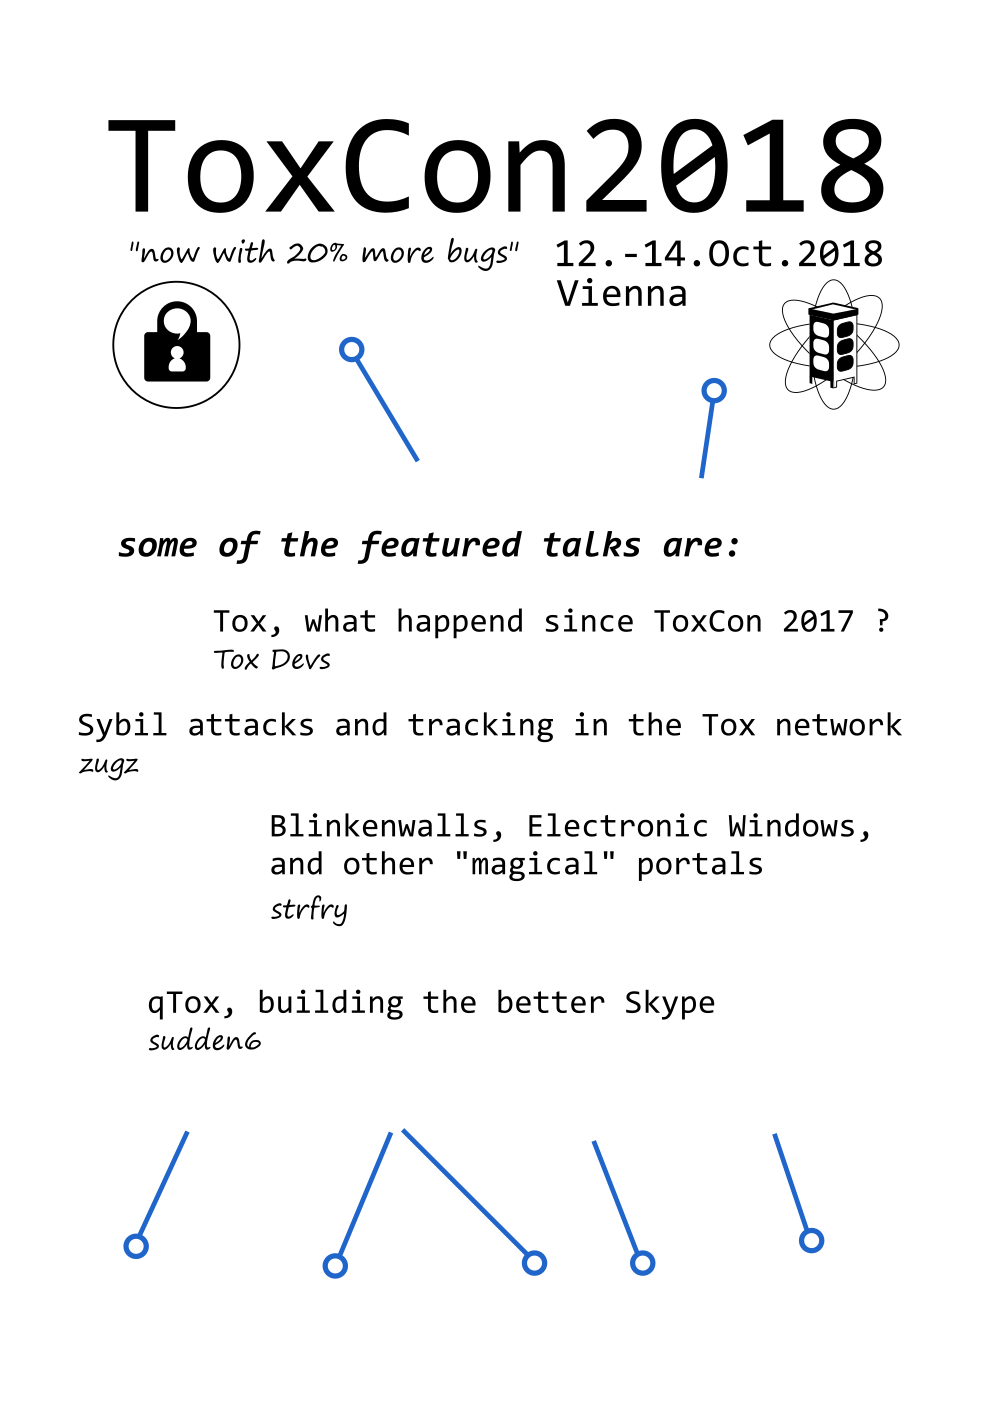 ToxCon2018
"now with 20% more bugs"
12.-14.Oct.2018
Vienna
some of the featured talks are:
Tox, what happend since ToxCon 2017 ?
Tox Devs
Sybil attacks and tracking in the Tox network
zugz
Blinkenwalls, Electronic Windows,
and other "magical" portals
strfry
qTox, building the better Skype
sudden6